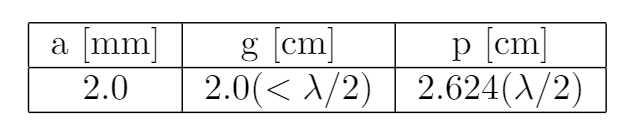 a [mm] g [cm] p [cm]
2.0 2.0(< λ/2) 2.624(λ/2)